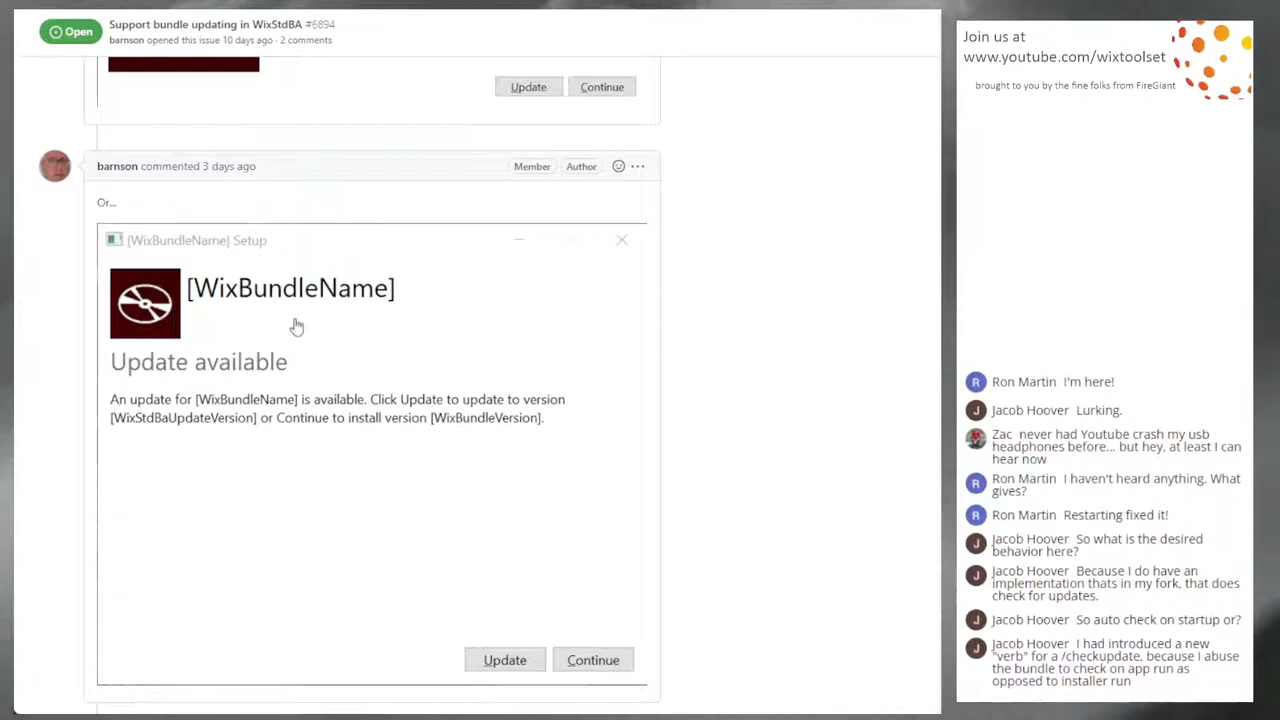 Open
Support bundle updating in WixStdBA #6894
barnson opened this issue 10 days ago · 2 comments
Update
Continue
barnson commented 3 days ago
Member
Author
Or...
[WixBundleName] Setup
[WixBundleName]
Update available
An update for [WixBundleName] is available. Click Update to update to version
[WixStdBaUpdateVersion] or Continue to install version [WixBundleVersion].
Update
Continue
Join us at
www.youtube.com/wixtoolset
brought to you by the fine folks from FireGiant
R Ron Martin I'm here!
J Jacob Hoover Lurking.
Zac never had Youtube crash my usb
headphones before... but hey, at least I can
hear now
R Ron Martin I haven't heard anything. What
gives?
R Ron Martin Restarting fixed it!
J Jacob Hoover So what is the desired
behavior here?
J Jacob Hoover Because I do have an
implementation thats in my fork, that does
check for updates.
J Jacob Hoover So auto check on startup or?
J Jacob Hoover I had introduced a new
"verb" for a /checkupdate, because I abuse
the bundle to check on app run as
opposed to installer run